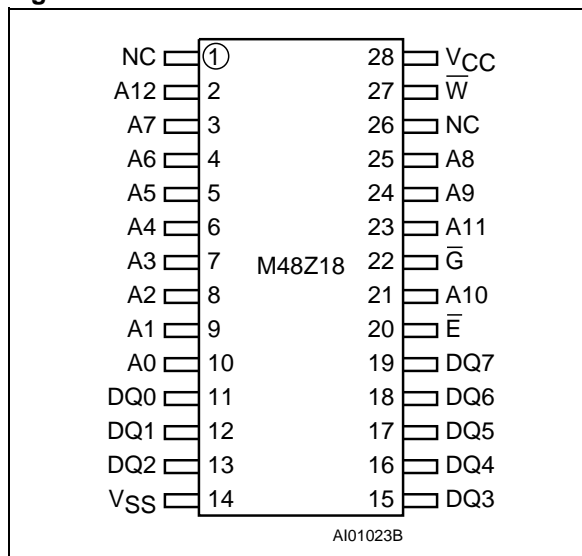 NC 1 28 VCC
A12 2 27 W̅
A7 3 26 NC
A6 4 25 A8
A5 5 24 A9
A4 6 23 A11
A3 7 M48Z18 22 G̅
A2 8 21 A10
A1 9 20 E̅
A0 10 19 DQ7
DQ0 11 18 DQ6
DQ1 12 17 DQ5
DQ2 13 16 DQ4
VSS 14 15 DQ3
AI01023B